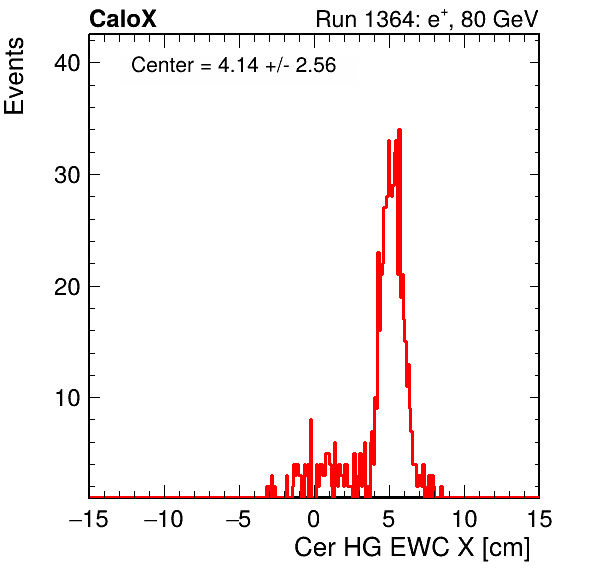 CaloX Run 1364: e⁺, 80 GeV
Events
Center = 4.14 +/- 2.56
40
30
20
10
−15 −10 −5 0 5 10 15
Cer HG EWC X [cm]